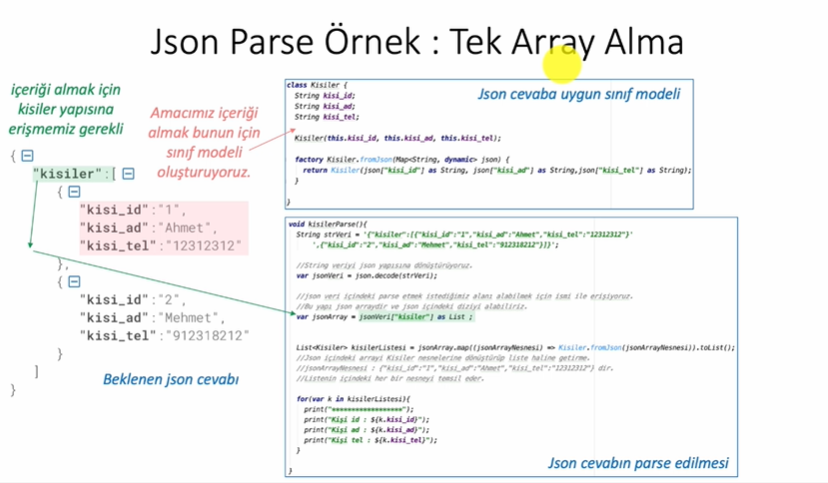 Json Parse Örnek : Tek Array Alma
içeriği almak için
kisiler yapısına
erişmemiz gerekli
Amacımız içeriği
almak bunun için
sınıf modeli
oluşturuyoruz.
{
"kisiler":[
{
"kisi_id":"1",
"kisi_ad":"Ahmet",
"kisi_tel":"12312312"
},
{
"kisi_id":"2",
"kisi_ad":"Mehmet",
"kisi_tel":"912318212"
}
]
}
Beklenen json cevabı
class Kisiler {
String kisi_id;
String kisi_ad;
String kisi_tel;
Kisiler(this.kisi_id, this.kisi_ad, this.kisi_tel);
factory Kisiler.fromJson(Map<String, dynamic> json) {
return Kisiler(json["kisi_id"] as String, json["kisi_ad"] as String,json["kisi_tel"] as String);
}
}
Json cevaba uygun sınıf modeli
void kisilerParse(){
String strVeri = '{"kisiler":[{"kisi_id":"1","kisi_ad":"Ahmet","kisi_tel":"12312312"}'
',{"kisi_id":"2","kisi_ad":"Mehmet","kisi_tel":"912318212"}]}';
//String veriyi json yapısına dönüştürüyoruz.
var jsonVeri = json.decode(strVeri);
//json veri içindeki parse etmek istediğimiz alanı alabilmek için ismi ile erişiyoruz.
//Bu yapı json arraydir ve json içindeki diziyi alabiliriz.
var jsonArray = jsonVeri["kisiler"] as List ;
List<Kisiler> kisilerListesi = jsonArray.map((jsonArrayNesnesi) => Kisiler.fromJson(jsonArrayNesnesi)).toList();
//Json içindeki arrayi Kisiler nesnelerine dönüştürüp liste haline getirme.
//jsonArrayNesnesi : {"kisi_id":"1","kisi_ad":"Ahmet","kisi_tel":"12312312"} dir.
//Listenin içindeki her bir nesneyi temsil eder.
for(var k in kisilerListesi){
print("******************");
print("Kişi id : ${k.kisi_id}");
print("Kişi ad : ${k.kisi_ad}");
print("Kişi tel : ${k.kisi_tel}");
}
}
Json cevabın parse edilmesi